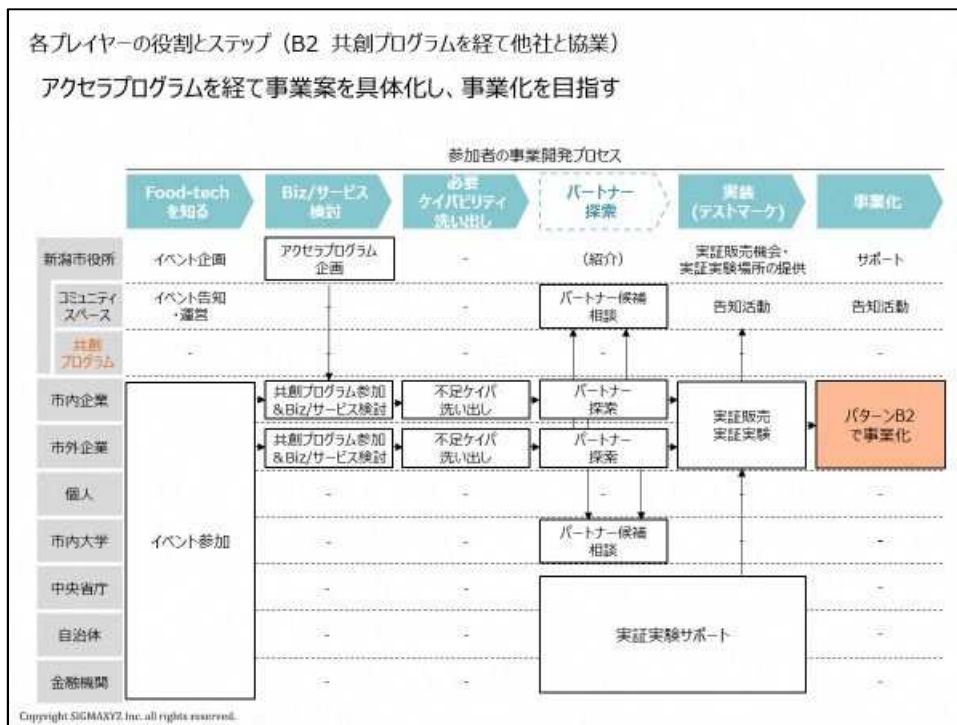 各プレイヤーの役割とステップ（B2 共創プログラムを経て他社と協業）
アクセラプログラムを経て事業案を具体化し、事業化を目指す
参加者の事業開発プロセス
Food-tech
を知る
Biz/サービス
検討
必要
ケイパビリティ
洗い出し
パートナー
探索
実装
(テストマーケ)
事業化
新潟市役所
イベント企画
アクセラプログラム
企画
-
(紹介)
実証販売機会・
実証実験場所の提供
サポート
コミュニティ
スペース
イベント告知
・運営
-
-
パートナー候補
相談
告知活動
告知活動
共創
プログラム
-
-
-
-
-
-
市内企業
共創プログラム参加
&Biz/サービス検討
不足ケイパ
洗い出し
パートナー
探索
市外企業
共創プログラム参加
&Biz/サービス検討
不足ケイパ
洗い出し
パートナー
探索
実証販売
実証実験
パターンB2
で事業化
個人
-
-
-
-
-
市内大学
イベント参加
-
-
パートナー候補
相談
-
-
中央省庁
-
-
-
自治体
-
-
実証実験サポート
-
金融機関
-
-
-
Copyright SIGMAXYZ Inc. all rights reserved.